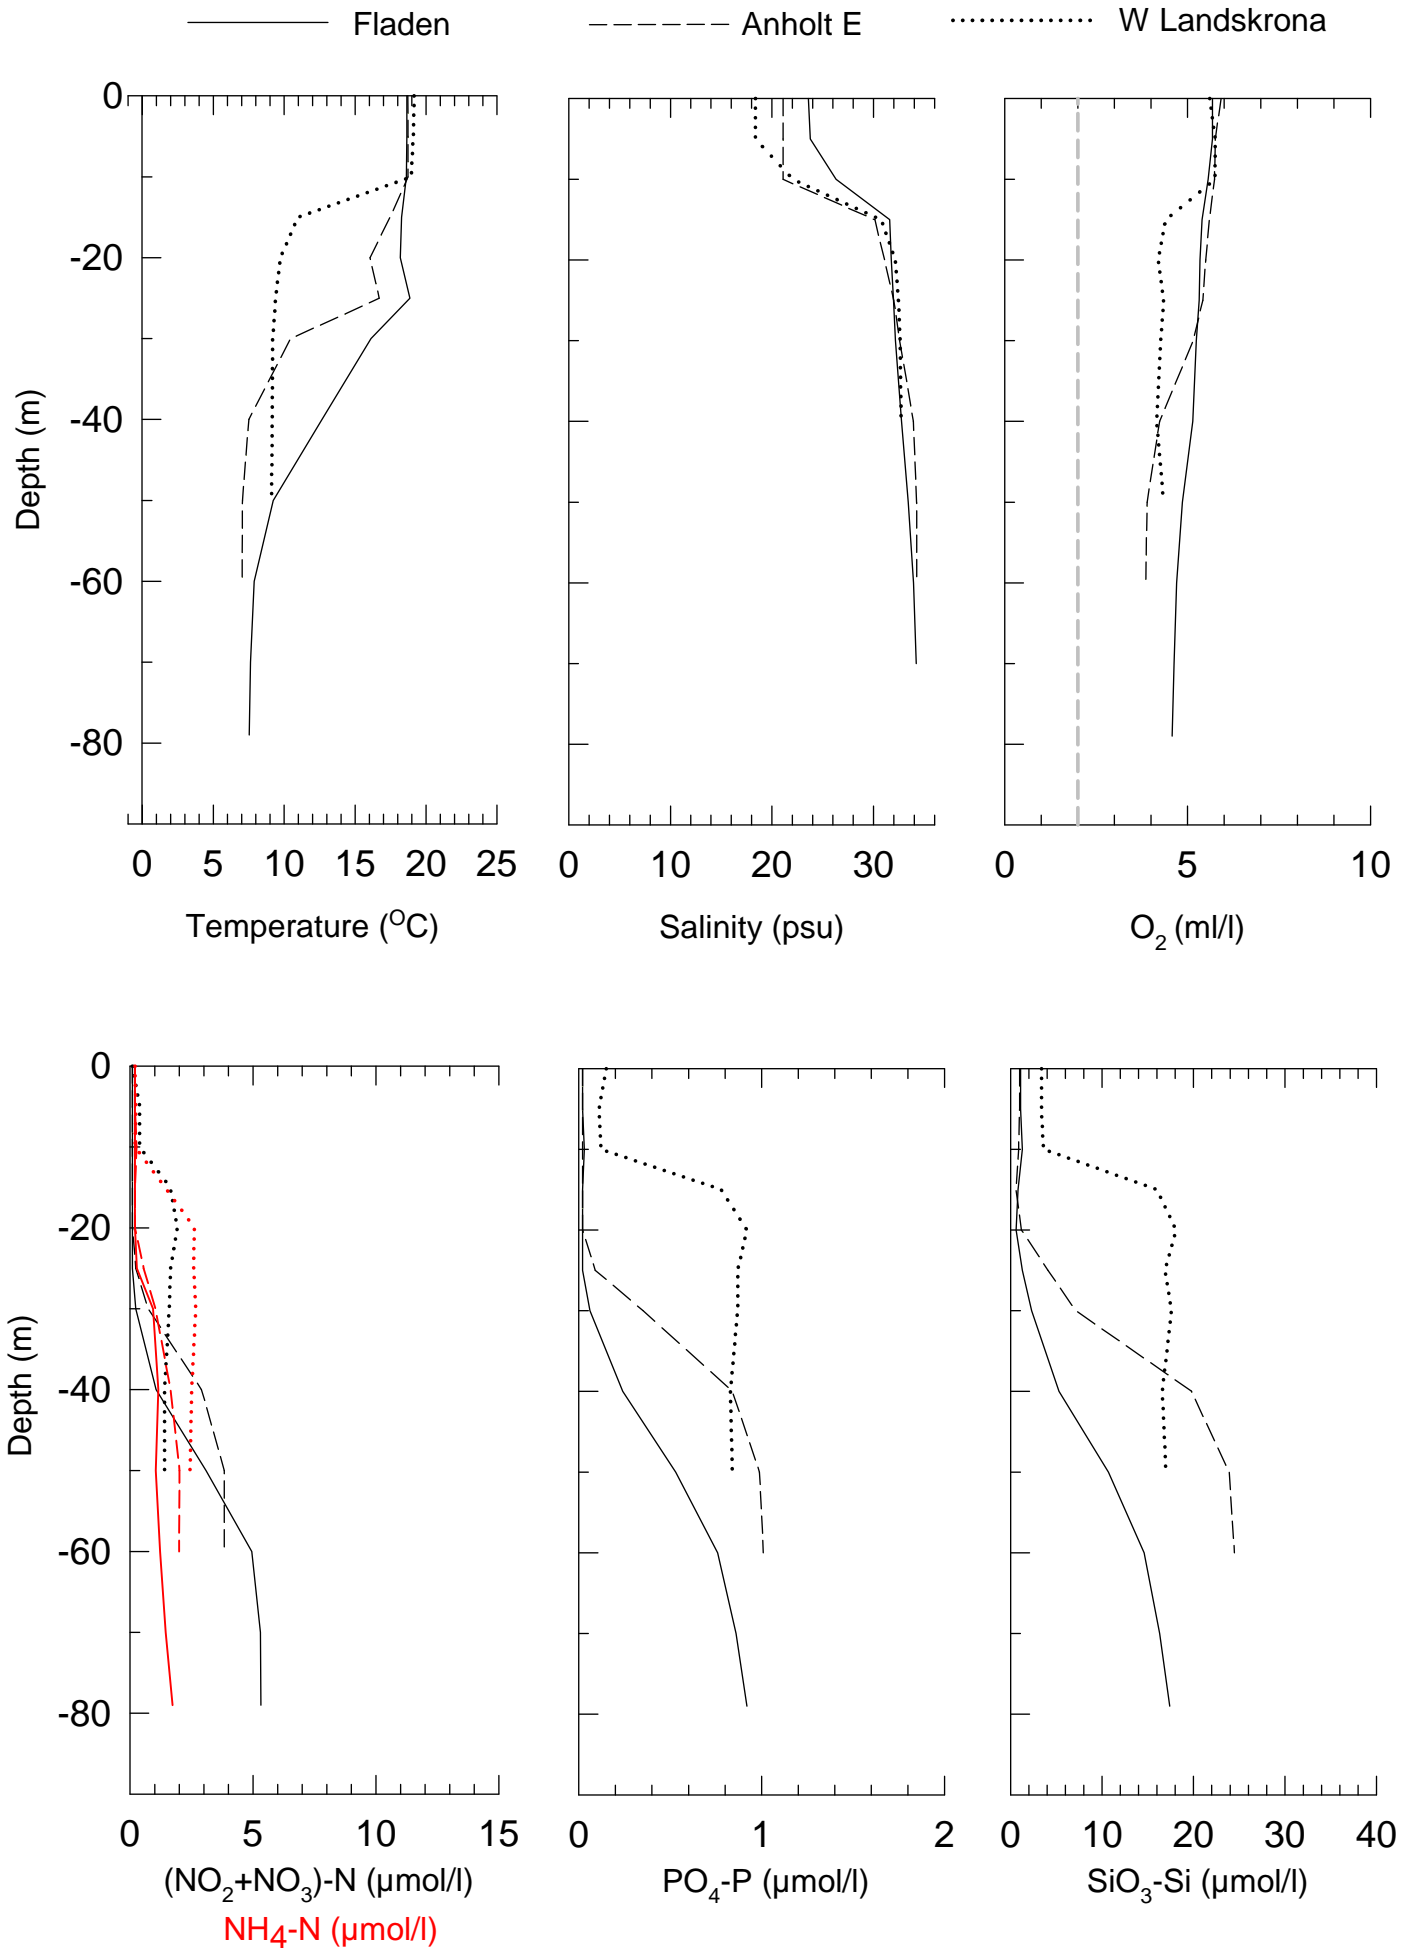 Fladen Anholt E W Landskrona
0
-20
-40
-60
-80
Depth (m)
0 5 10 15 20 25
Temperature (OC)
0 10 20 30
Salinity (psu)
0 5 10
O2 (ml/l)
0
-20
-40
-60
-80
Depth (m)
0 5 10 15
(NO2+NO3)-N (µmol/l)
NH4-N (µmol/l)
0 1 2
PO4-P (µmol/l)
0 10 20 30 40
SiO3-Si (µmol/l)